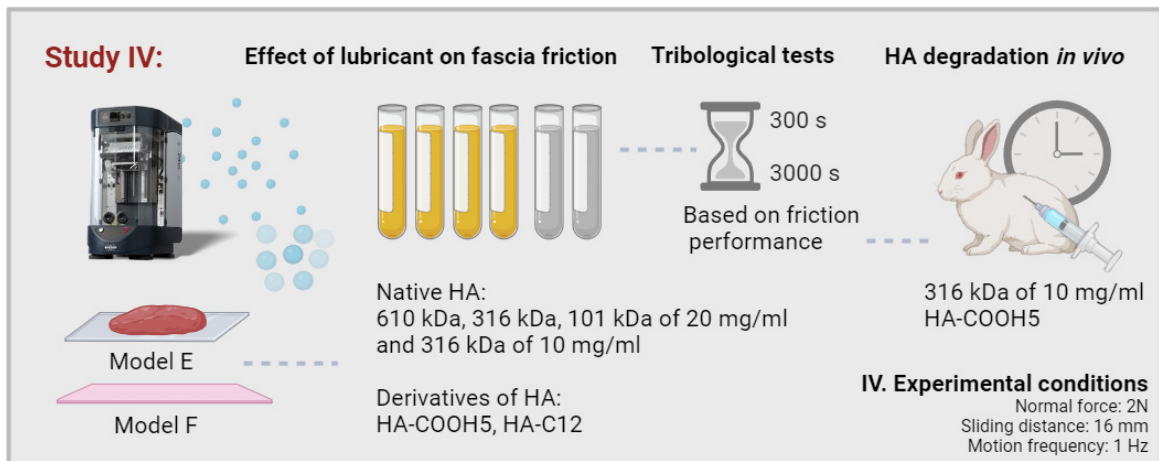 Study IV:
Effect of lubricant on fascia friction
Tribological tests
HA degradation in vivo
300 s
3000 s
Based on friction
performance
Native HA:
610 kDa, 316 kDa, 101 kDa of 20 mg/ml
and 316 kDa of 10 mg/ml
Derivatives of HA:
HA-COOH5, HA-C12
Model E
Model F
316 kDa of 10 mg/ml
HA-COOH5
IV. Experimental conditions
Normal force: 2N
Sliding distance: 16 mm
Motion frequency: 1 Hz